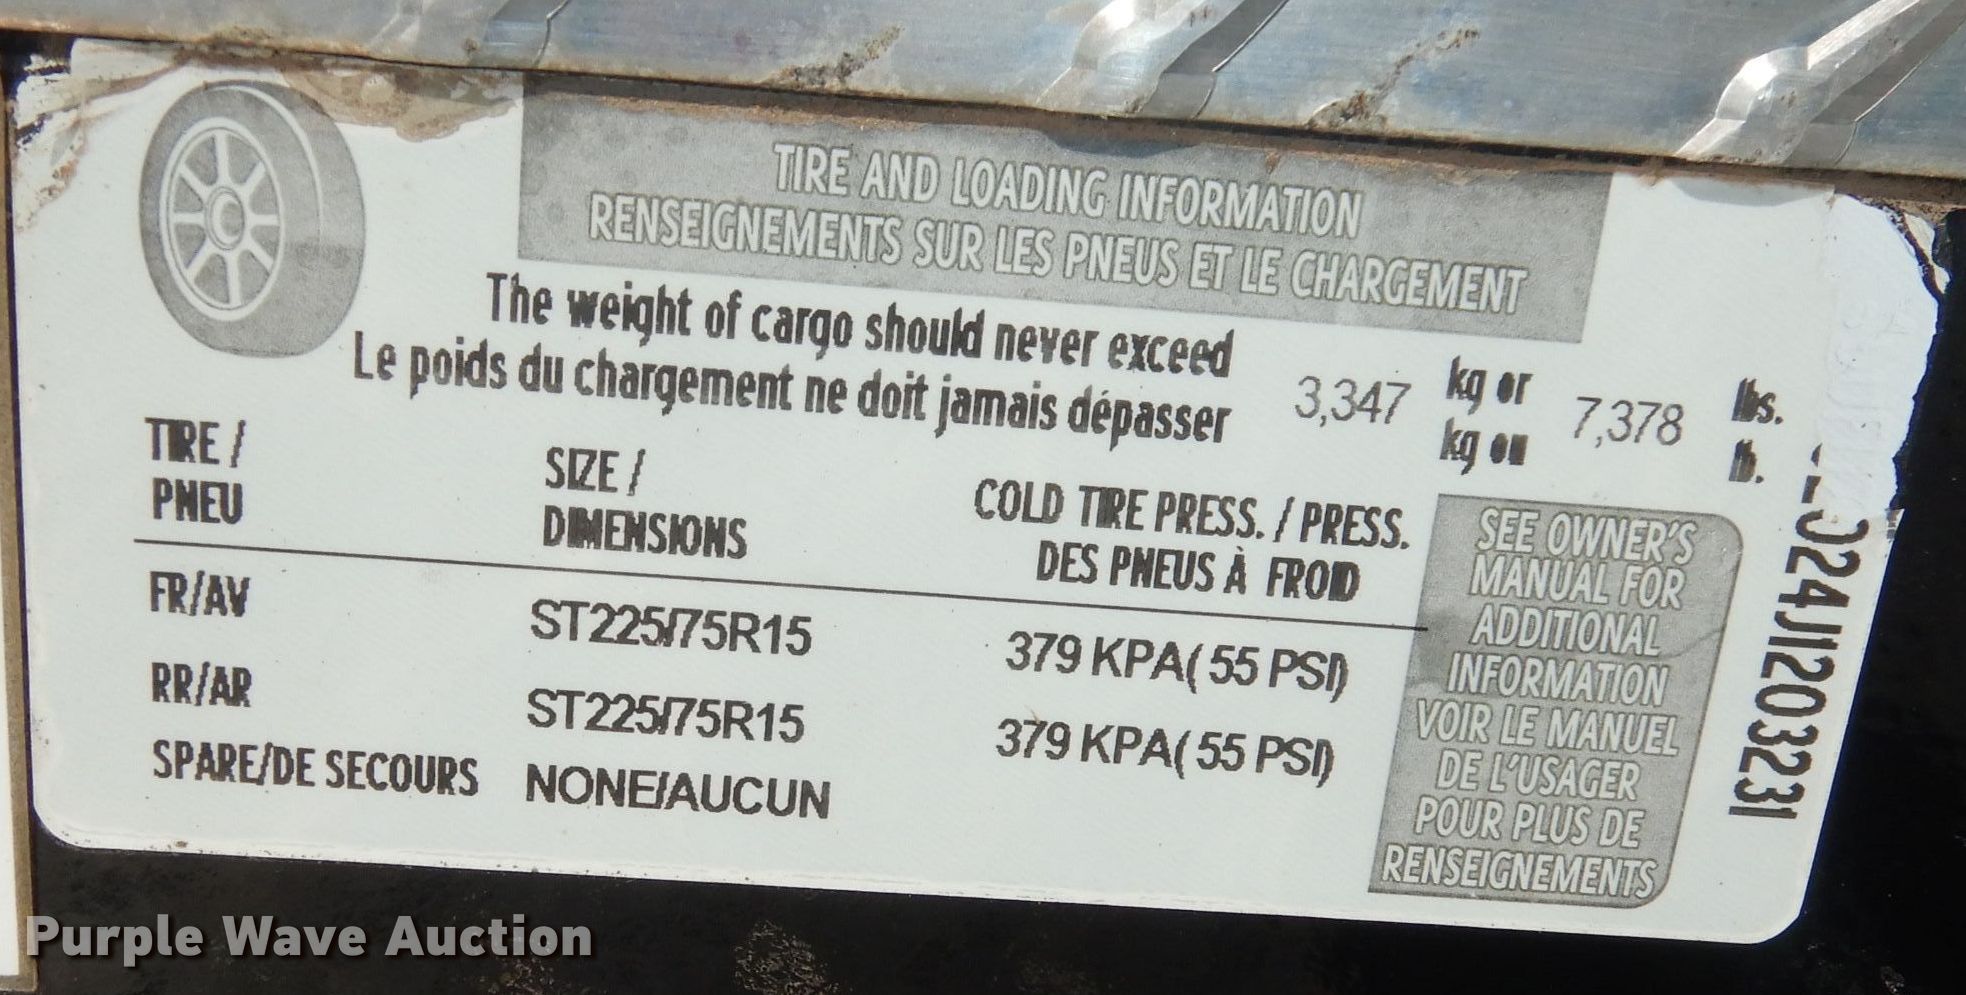 TIRE AND LOADING INFORMATION
RENSEIGNEMENTS SUR LES PNEUS ET LE CHARGEMENT
The weight of cargo should never exceed
Le poids du chargement ne doit jamais dépasser
3,347
kg or
kg ou
7,378
lbs.
lb.
TIRE /
PNEU
SIZE /
DIMENSIONS
COLD TIRE PRESS. / PRESS.
DES PNEUS À FROID
FR/AV
ST225/75R15
379 KPA( 55 PSI)
RR/AR
ST225/75R15
379 KPA( 55 PSI)
SPARE/DE SECOURS
NONE/AUCUN
SEE OWNER'S
MANUAL FOR
ADDITIONAL
INFORMATION
VOIR LE MANUEL
DE L'USAGER
POUR PLUS DE
RENSEIGNEMENTS
Purple Wave Auction